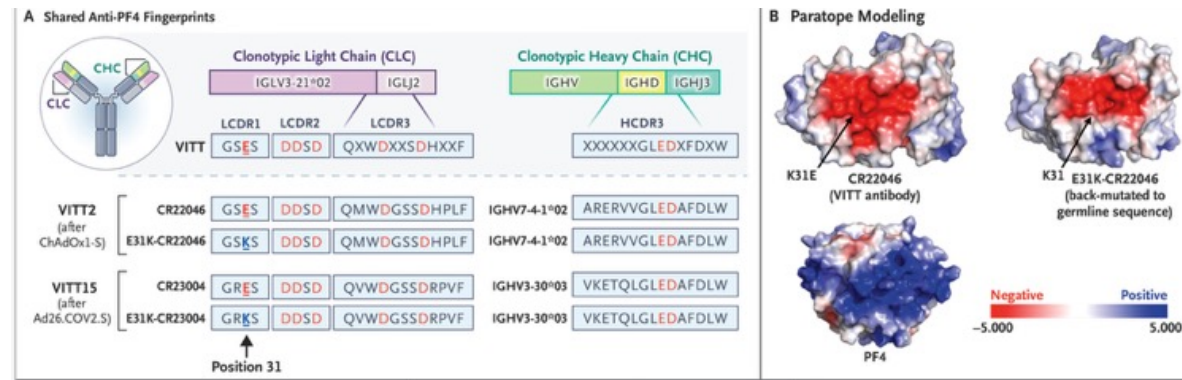 A Shared Anti-PF4 Fingerprints
CHC
CLC
Clonotypic Light Chain (CLC)
Clonotypic Heavy Chain (CHC)
IGLV3-21*02 IGLJ2
IGHV IGHD IGHJ3
LCDR1 LCDR2 LCDR3 HCDR3
VITT GSES DDSD QXWDXXSDHXXF XXXXXXGLEDXFDXW
VITT2
(after
ChAdOx1-S)
CR22046 GSES DDSD QMWDGSSDHPLF IGHV7-4-1*02 ARERVVGLEDAFDLW
E31K-CR22046 GSKS DDSD QMWDGSSDHPLF IGHV7-4-1*02 ARERVVGLEDAFDLW
VITT15
(after
Ad26.COV2.S)
CR23004 GRES DDSD QVWDGSSDRPVF IGHV3-30*03 VKETQLGLEDAFDLW
E31K-CR23004 GRKS DDSD QVWDGSSDRPVF IGHV3-30*03 VKETQLGLEDAFDLW
Position 31
B Paratope Modeling
K31E
CR22046
(VITT antibody)
K31
E31K-CR22046
(back-mutated to
germline sequence)
PF4
Negative Positive
−5.000 5.000